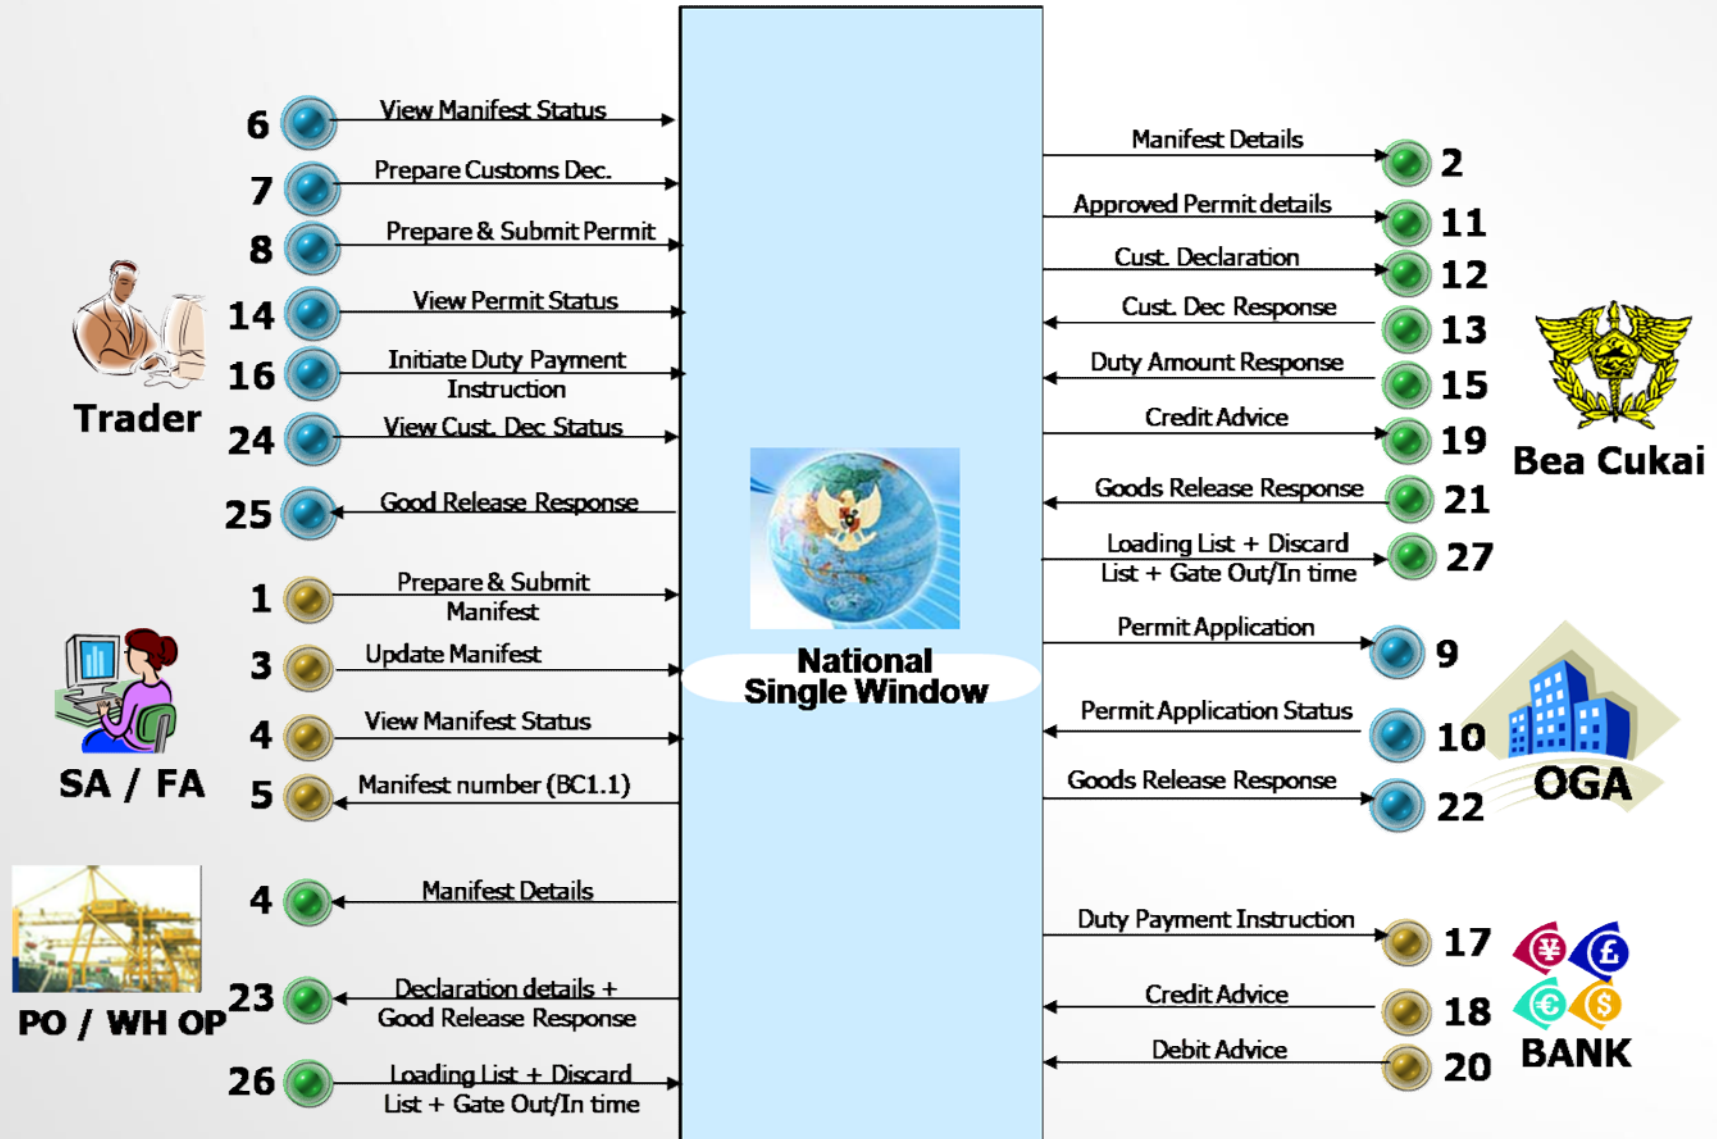 6 View Manifest Status
7 Prepare Customs Dec.
8 Prepare & Submit Permit
14 View Permit Status
16 Initiate Duty Payment
Instruction
Trader
24 View Cust. Dec Status
25 Good Release Response
1 Prepare & Submit
Manifest
3 Update Manifest
4 View Manifest Status
SA / FA
5 Manifest number (BC1.1)
4 Manifest Details
23 Declaration details +
Good Release Response
PO / WH OP
26 Loading List + Discard
List + Gate Out/In time
National
Single Window
Manifest Details 2
Approved Permit details 11
Cust. Declaration 12
Cust. Dec Response 13
Duty Amount Response 15
Credit Advice 19
Bea Cukai
Goods Release Response 21
Loading List + Discard
List + Gate Out/In time 27
Permit Application 9
Permit Application Status 10
OGA
Goods Release Response 22
Duty Payment Instruction 17
¥ £
€ $
Credit Advice 18
BANK
Debit Advice 20